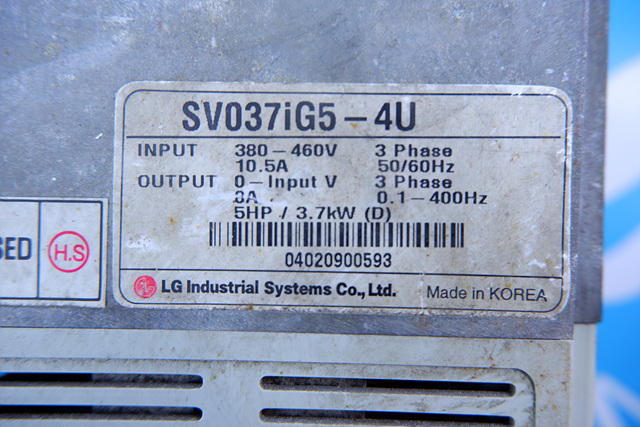 SV037iG5-4U
INPUT 380-460V 3 Phase
10.5A 50/60Hz
OUTPUT 0-Input V 3 Phase
8A 0.1-400Hz
5HP / 3.7kW (D)
04020900593
LG Industrial Systems Co.,Ltd. Made in KOREA
SED H.S